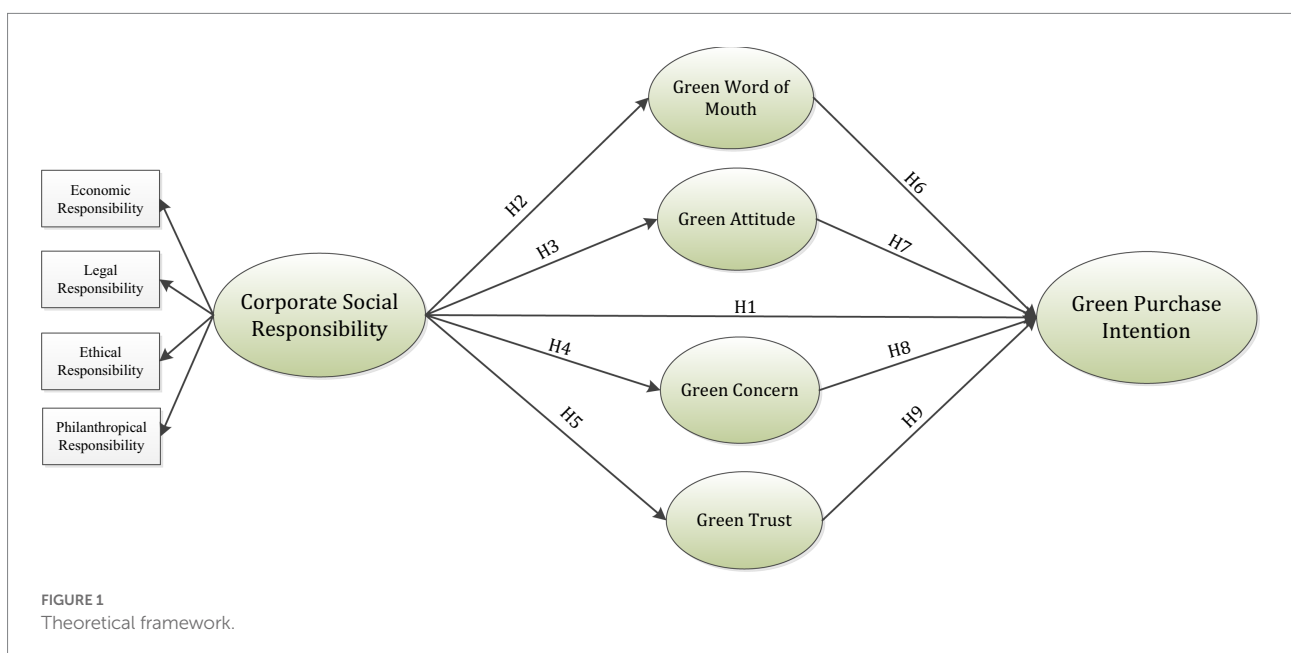 Economic
Responsibility
Legal
Responsibility
Ethical
Responsibility
Philanthropical
Responsibility
Corporate Social
Responsibility
H2
H3
H1
H4
H5
Green Word of
Mouth
Green Attitude
Green Concern
Green Trust
H6
H7
H8
H9
Green Purchase
Intention
FIGURE 1
Theoretical framework.